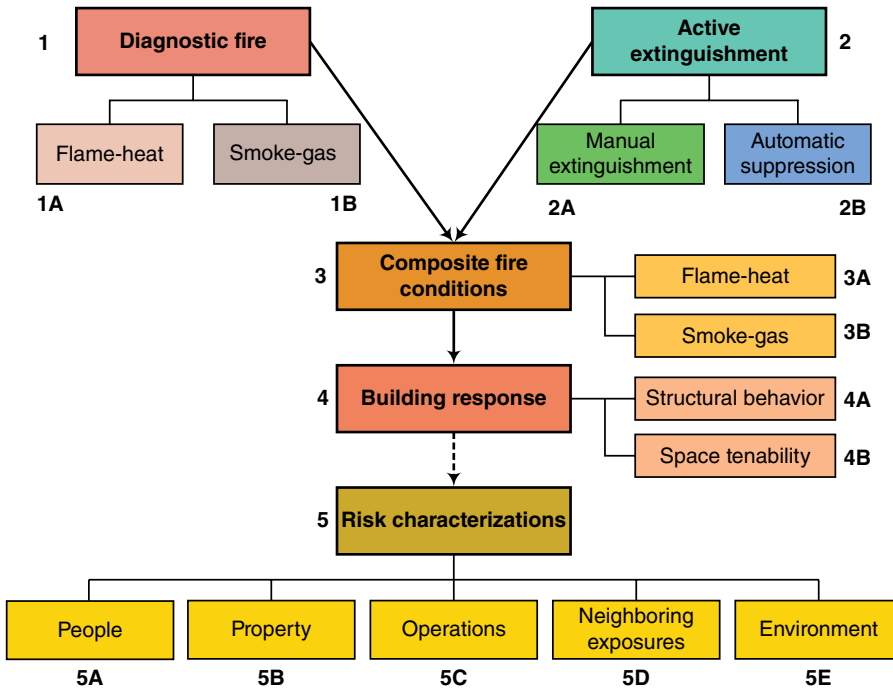 1
Diagnostic fire
Active
extinguishment
2
Flame-heat
Smoke-gas
Manual
extinguishment
Automatic
suppression
1A
1B
2A
2B
3
Composite fire
conditions
Flame-heat
3A
Smoke-gas
3B
4
Building response
Structural behavior
4A
Space tenability
4B
5
Risk characterizations
People
Property
Operations
Neighboring
exposures
Environment
5A
5B
5C
5D
5E